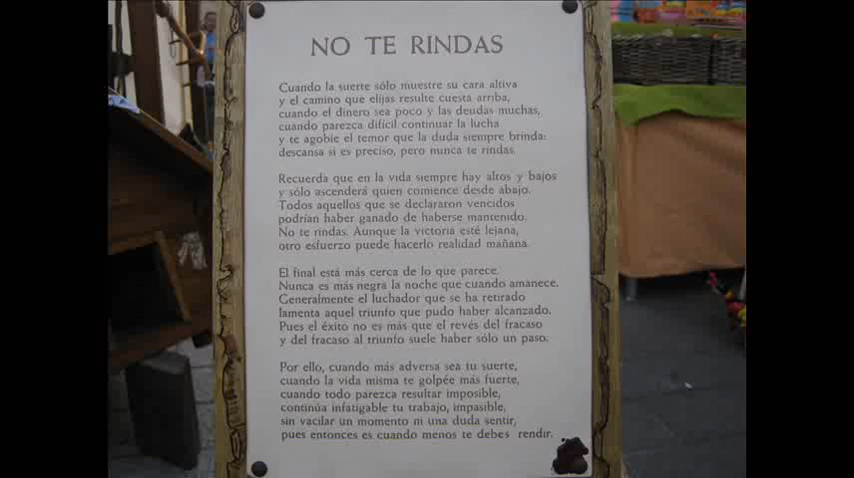 NO TE RINDAS
Cuando la suerte sólo muestre su cara altiva
y el camino que elijas resulte cuesta arriba,
cuando el dinero sea poco y las deudas muchas,
cuando parezca difícil continuar la lucha
y te agobie el temor que la duda siempre brinda:
descansa si es preciso, pero nunca te rindas.
Recuerda que en la vida siempre hay altos y bajos
y sólo ascenderá quien comience desde abajo.
Todos aquellos que se declararon vencidos
podrían haber ganado de haberse mantenido.
No te rindas. Aunque la victoria esté lejana,
otro esfuerzo puede hacerlo realidad mañana.
El final está más cerca de lo que parece.
Nunca es más negra la noche que cuando amanece.
Generalmente el luchador que se ha retirado
lamenta aquel triunfo que pudo haber alcanzado.
Pues el éxito no es más que el revés del fracaso
y del fracaso al triunfo suele haber sólo un paso.
Por ello, cuando más adversa sea tu suerte,
cuando la vida misma te golpée más fuerte,
cuando todo parezca resultar imposible,
continúa infatigable tu trabajo, impasible,
sin vacilar un momento ni una duda sentir,
pues entonces es cuando menos te debes rendir.